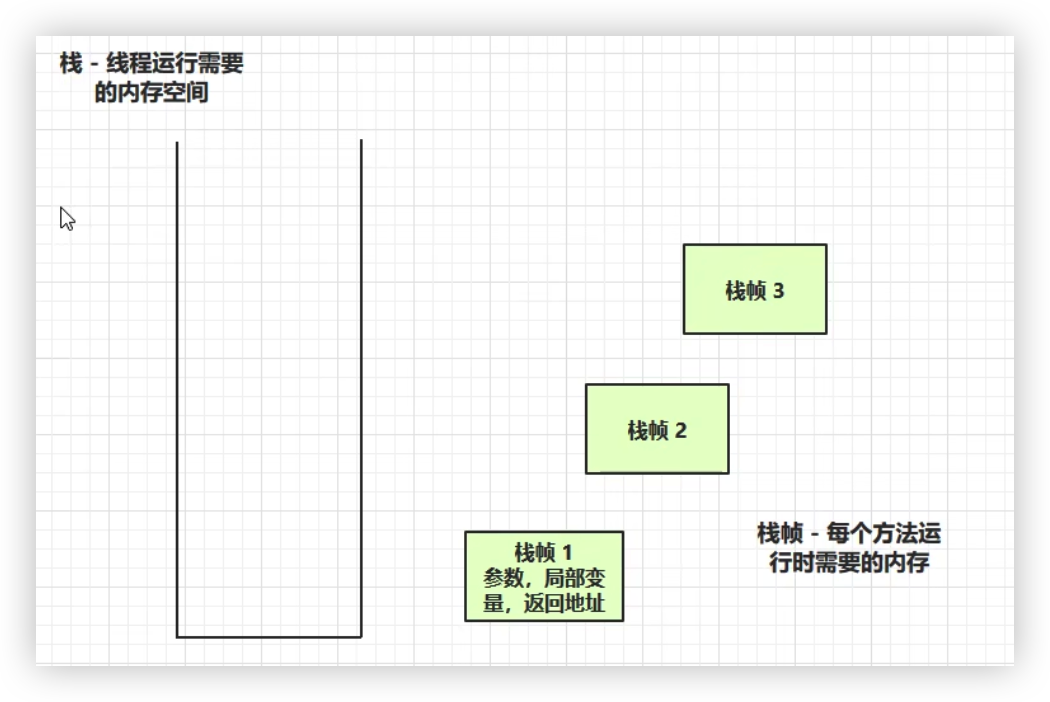 栈 - 线程运行需要
的内存空间
栈帧 3
栈帧 2
栈帧 1
参数，局部变
量，返回地址
栈帧 - 每个方法运
行时需要的内存